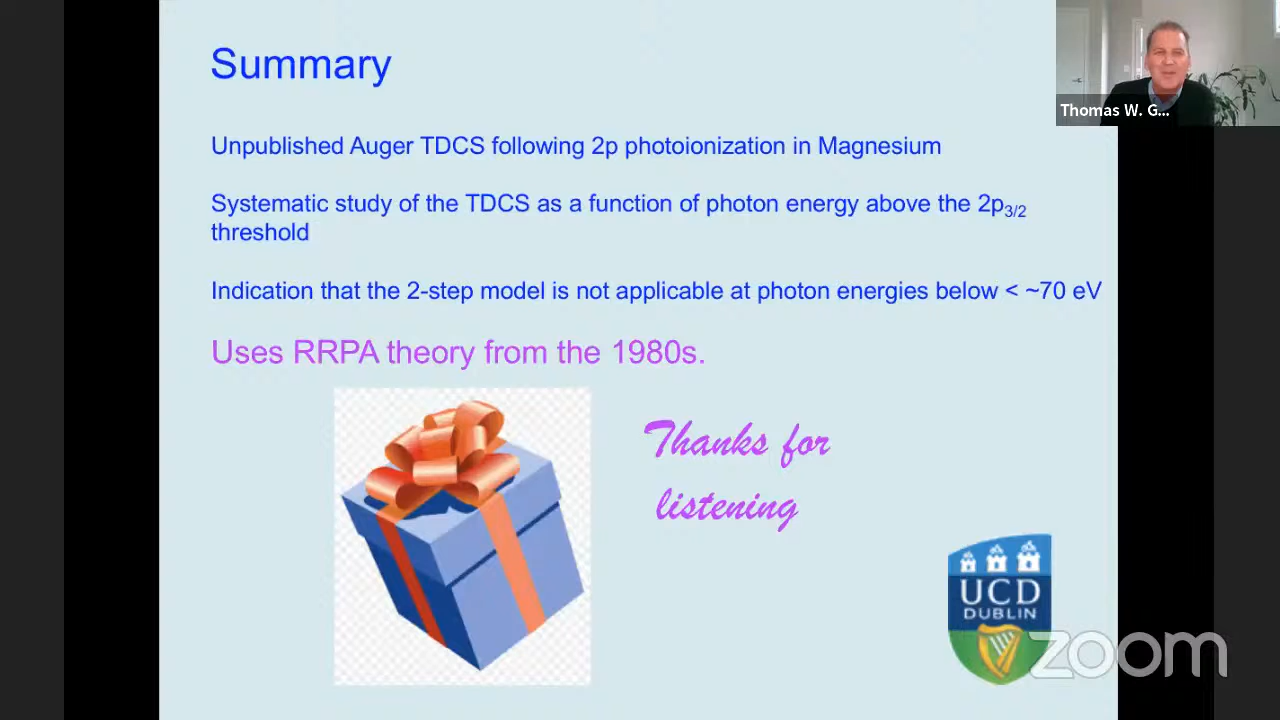 Summary
Thomas W. G...
Unpublished Auger TDCS following 2p photoionization in Magnesium
Systematic study of the TDCS as a function of photon energy above the 2p3/2
threshold
Indication that the 2-step model is not applicable at photon energies below < ~70 eV
Uses RRPA theory from the 1980s.
Thanks for
listening
UCD
DUBLIN
zoom